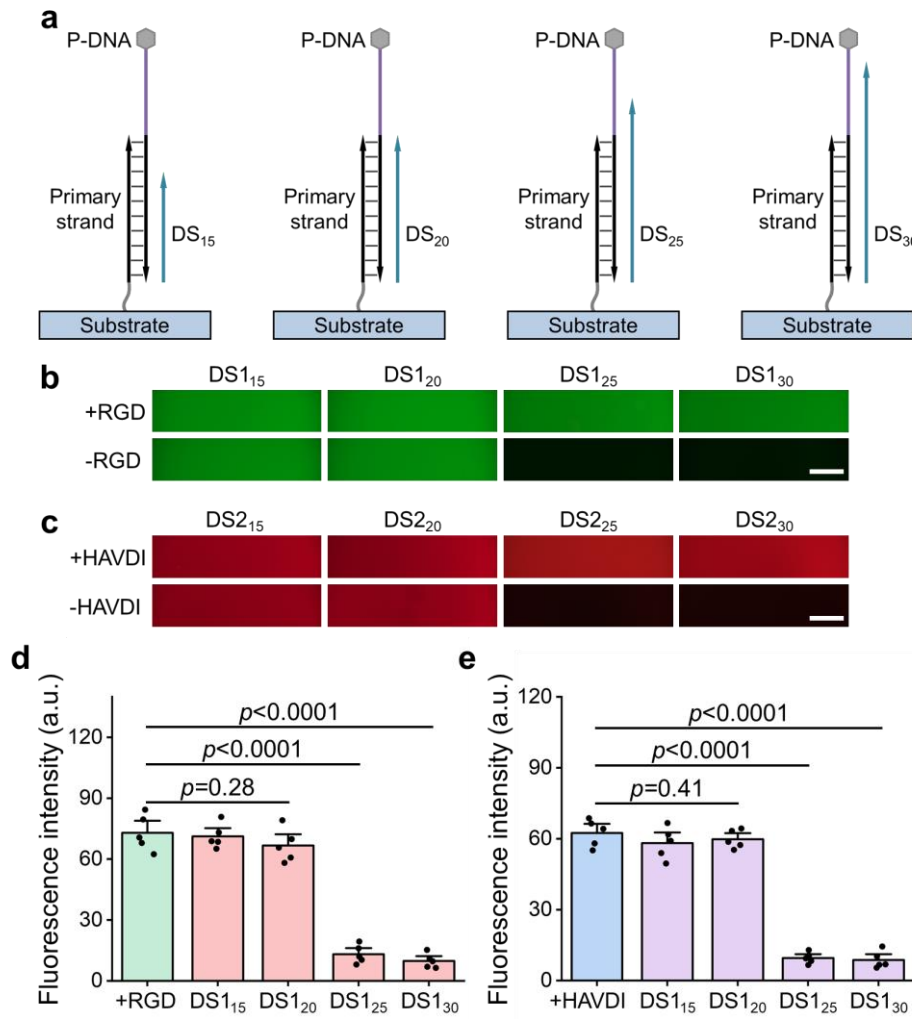 a
P-DNA P-DNA P-DNA P-DNA
Primary strand DS₁₅ Primary strand DS₂₀ Primary strand DS₂₅ Primary strand DS₃₀
Substrate Substrate Substrate Substrate
b
DS1₁₅ DS1₂₀ DS1₂₅ DS1₃₀
+RGD
-RGD
c
DS2₁₅ DS2₂₀ DS2₂₅ DS2₃₀
+HAVDI
-HAVDI
d
Fluorescence intensity (a.u.)
120
90
60
30
0
p<0.0001
p<0.0001
p=0.28
+RGD DS1₁₅ DS1₂₀ DS1₂₅ DS1₃₀
e
Fluorescence intensity (a.u.)
120
90
60
30
0
p<0.0001
p<0.0001
p=0.41
+HAVDI DS1₁₅ DS1₂₀ DS1₂₅ DS1₃₀